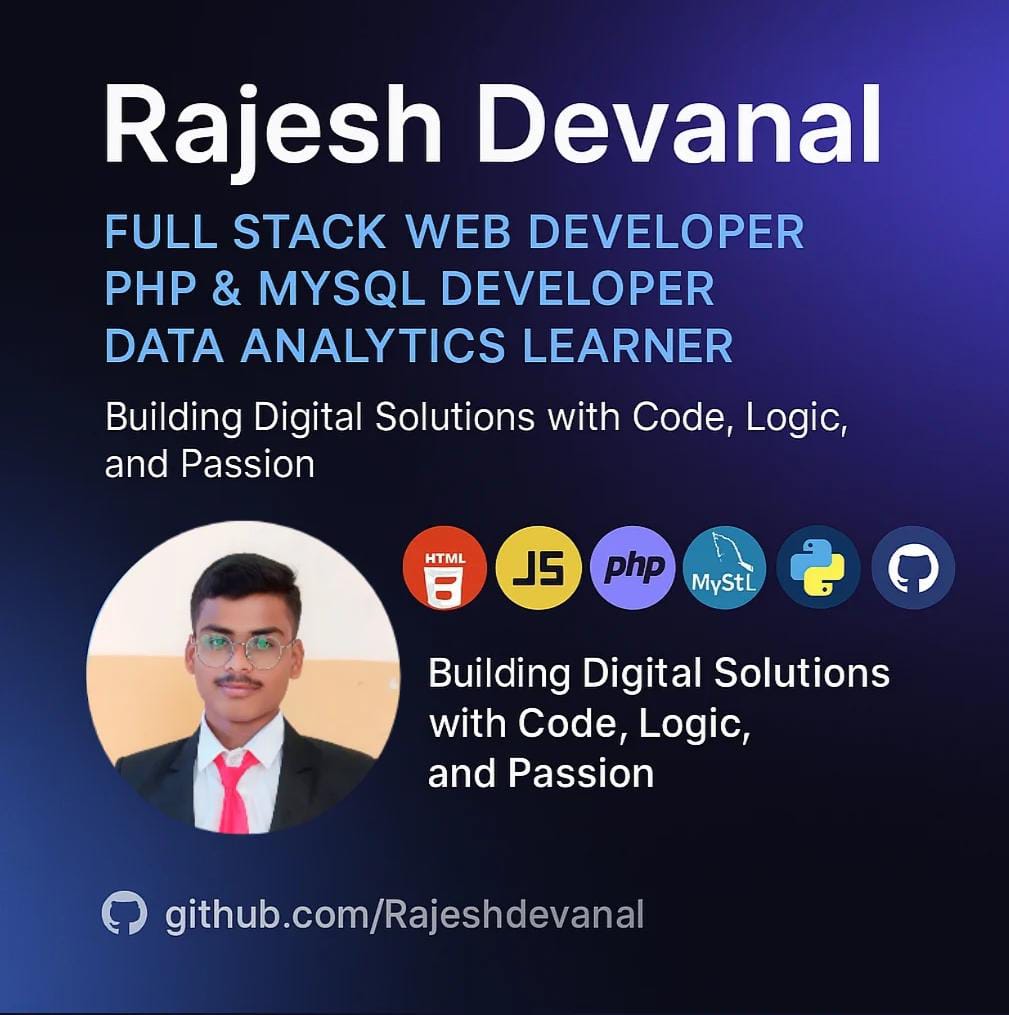 Rajesh Devanal
FULL STACK WEB DEVELOPER
PHP & MYSQL DEVELOPER
DATA ANALYTICS LEARNER
Building Digital Solutions with Code, Logic,
and Passion
HTML
JS
php
MyStL
Building Digital Solutions
with Code, Logic,
and Passion
github.com/Rajeshdevanal